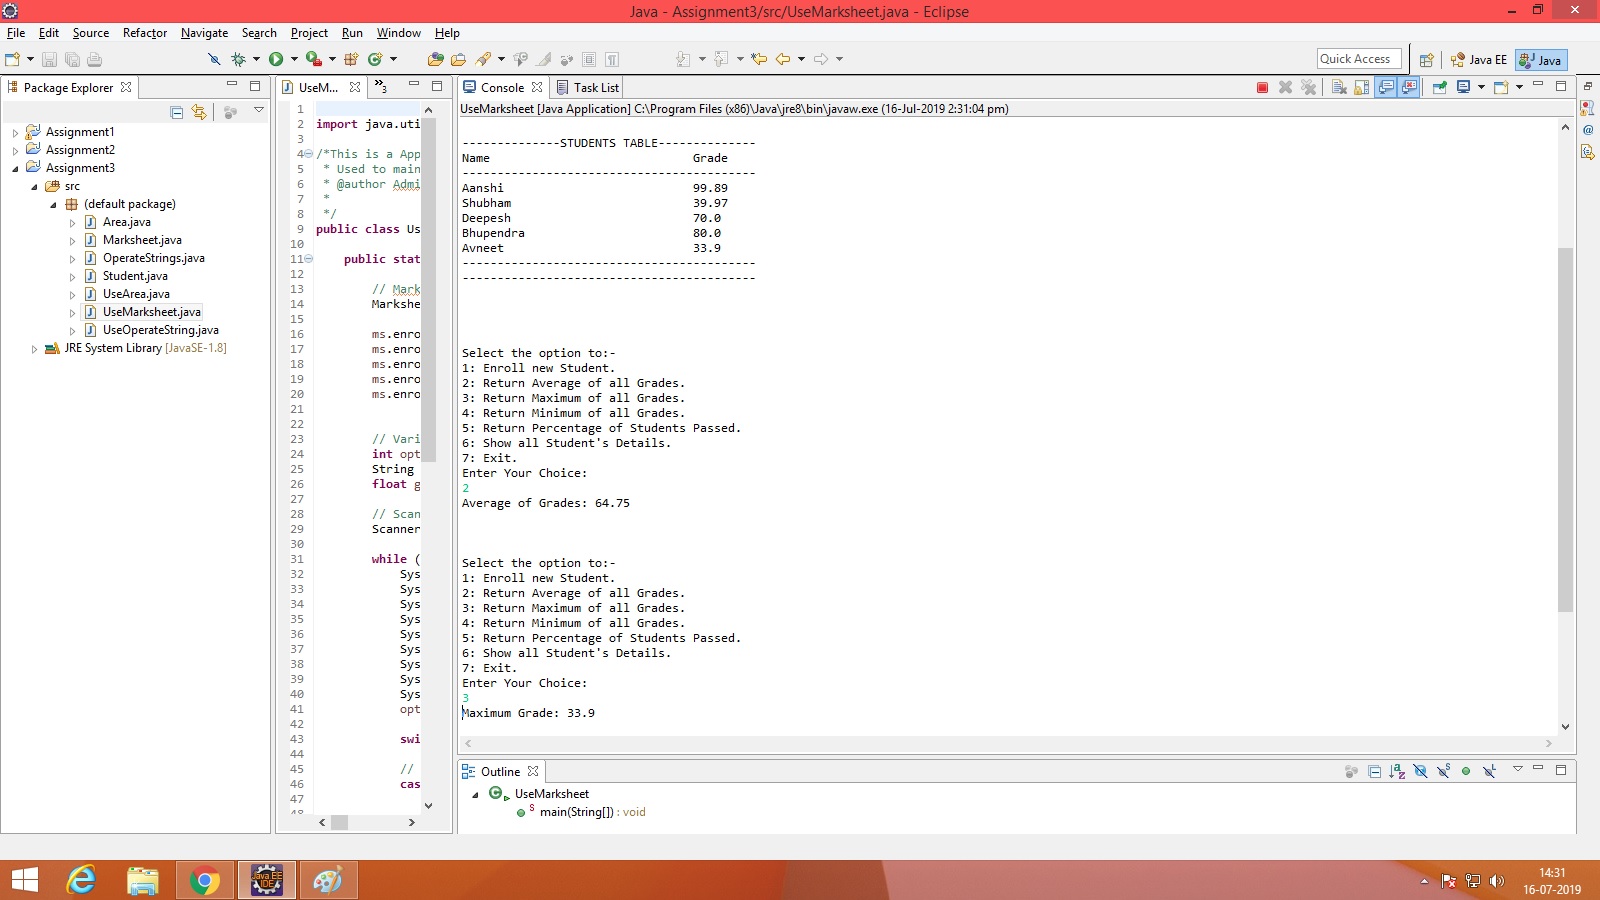 Java - Assignment3/src/UseMarksheet.java - Eclipse
File Edit Source Refactor Navigate Search Project Run Window Help
Quick Access
Java EE
Java
Package Explorer
Assignment1
Assignment2
Assignment3
src
(default package)
Area.java
Marksheet.java
OperateStrings.java
Student.java
UseArea.java
UseMarksheet.java
UseOperateString.java
JRE System Library [JavaSE-1.8]
UseM...
»3
1
2 import java.uti
3
4 /*This is a App
5 * Used to main
6 * @author Admi
7 *
8 */
9 public class Us
10
11 public stat
12
13 // Mark
14 Markshe
15
16 ms.enro
17 ms.enro
18 ms.enro
19 ms.enro
20 ms.enro
21
22
23 // Vari
24 int opt
25 String
26 float g
27
28 // Scan
29 Scanner
30
31 while (
32 Sys
33 Sys
34 Sys
35 Sys
36 Sys
37 Sys
38 Sys
39 Sys
40 Sys
41 opt
42
43 swi
44
45 //
46 cas
47
48
Console
Task List
UseMarksheet [Java Application] C:\Program Files (x86)\Java\jre8\bin\javaw.exe (16-Jul-2019 2:31:04 pm)
--------------STUDENTS TABLE--------------
Name Grade
------------------------------------------
Aanshi 99.89
Shubham 39.97
Deepesh 70.0
Bhupendra 80.0
Avneet 33.9
------------------------------------------
------------------------------------------
Select the option to:-
1: Enroll new Student.
2: Return Average of all Grades.
3: Return Maximum of all Grades.
4: Return Minimum of all Grades.
5: Return Percentage of Students Passed.
6: Show all Student's Details.
7: Exit.
Enter Your Choice:
2
Average of Grades: 64.75
Select the option to:-
1: Enroll new Student.
2: Return Average of all Grades.
3: Return Maximum of all Grades.
4: Return Minimum of all Grades.
5: Return Percentage of Students Passed.
6: Show all Student's Details.
7: Exit.
Enter Your Choice:
3
Maximum Grade: 33.9
Outline
UseMarksheet
main(String[]) : void
Java EE
IDE
14:31
16-07-2019